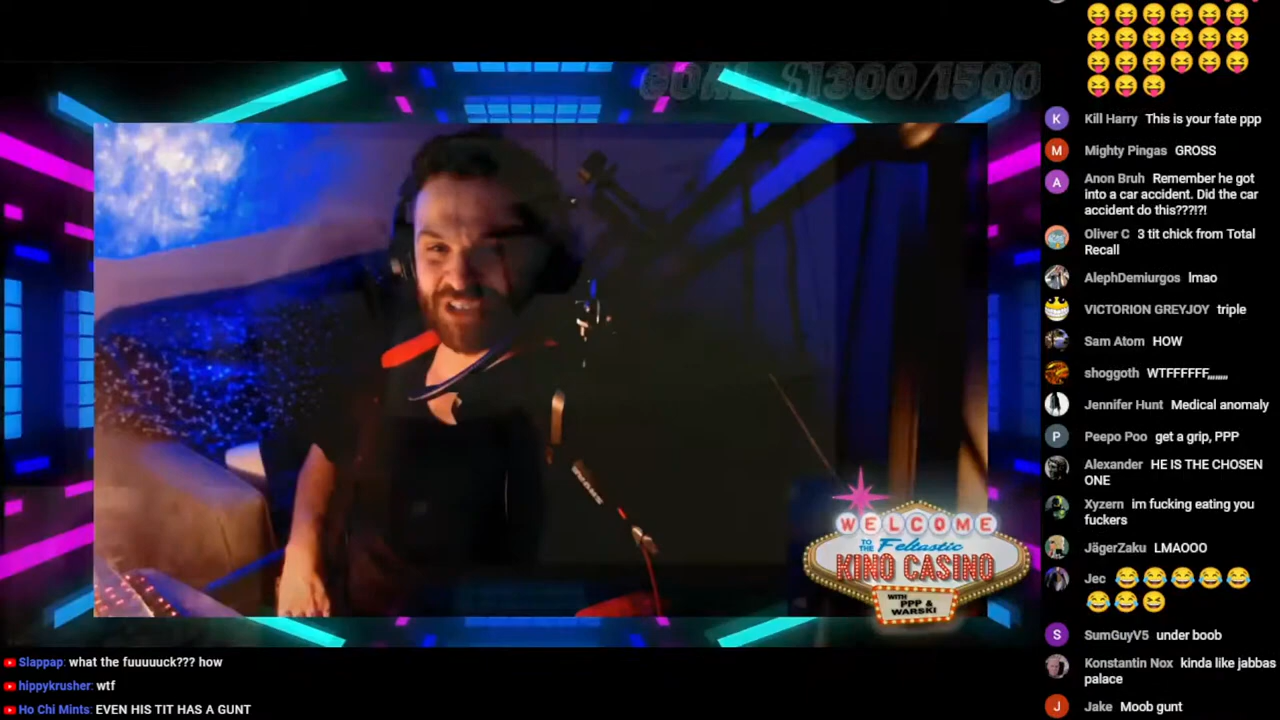 GOAL $1300/1500
K Kill Harry This is your fate ppp
M Mighty Pingas GROSS
A Anon Bruh Remember he got
into a car accident. Did the car
accident do this???!?!
Oliver C 3 tit chick from Total
Recall
AlephDemiurgos lmao
VICTORION GREYJOY triple
Sam Atom HOW
shoggoth WTFFFFFF,,,,,,,,
Jennifer Hunt Medical anomaly
P Peepo Poo get a grip, PPP
Alexander HE IS THE CHOSEN
ONE
Xyzern im fucking eating you
fuckers
JägerZaku LMAOOO
Jec 😂😂😂😂😂
😂😂😆
S SumGuyV5 under boob
Konstantin Nox kinda like jabbas
palace
J Jake Moob gunt
WELCOME
TO THE Feltastic
KINO CASINO
WITH
PPP &
WARSKI
Slappap: what the fuuuuuck??? how
hippykrusher: wtf
Ho Chi Mints: EVEN HIS TIT HAS A GUNT